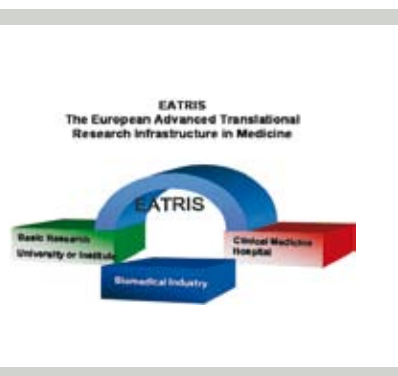 EATRIS
The European Advanced Translational
Research Infrastructure in Medicine
EATRIS
Basic Research
University or Institute
Clinical Medicine
Hospital
Biomedical Industry